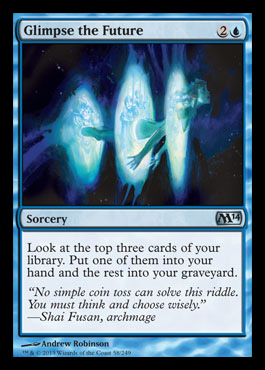 Glimpse the Future 2
Sorcery M14
Look at the top three cards of your
library. Put one of them into your
hand and the rest into your graveyard.
“No simple coin toss can solve this riddle.
You must think and choose wisely.”
—Shai Fusan, archmage
Andrew Robinson
™ & © 2013 Wizards of the Coast 58/249